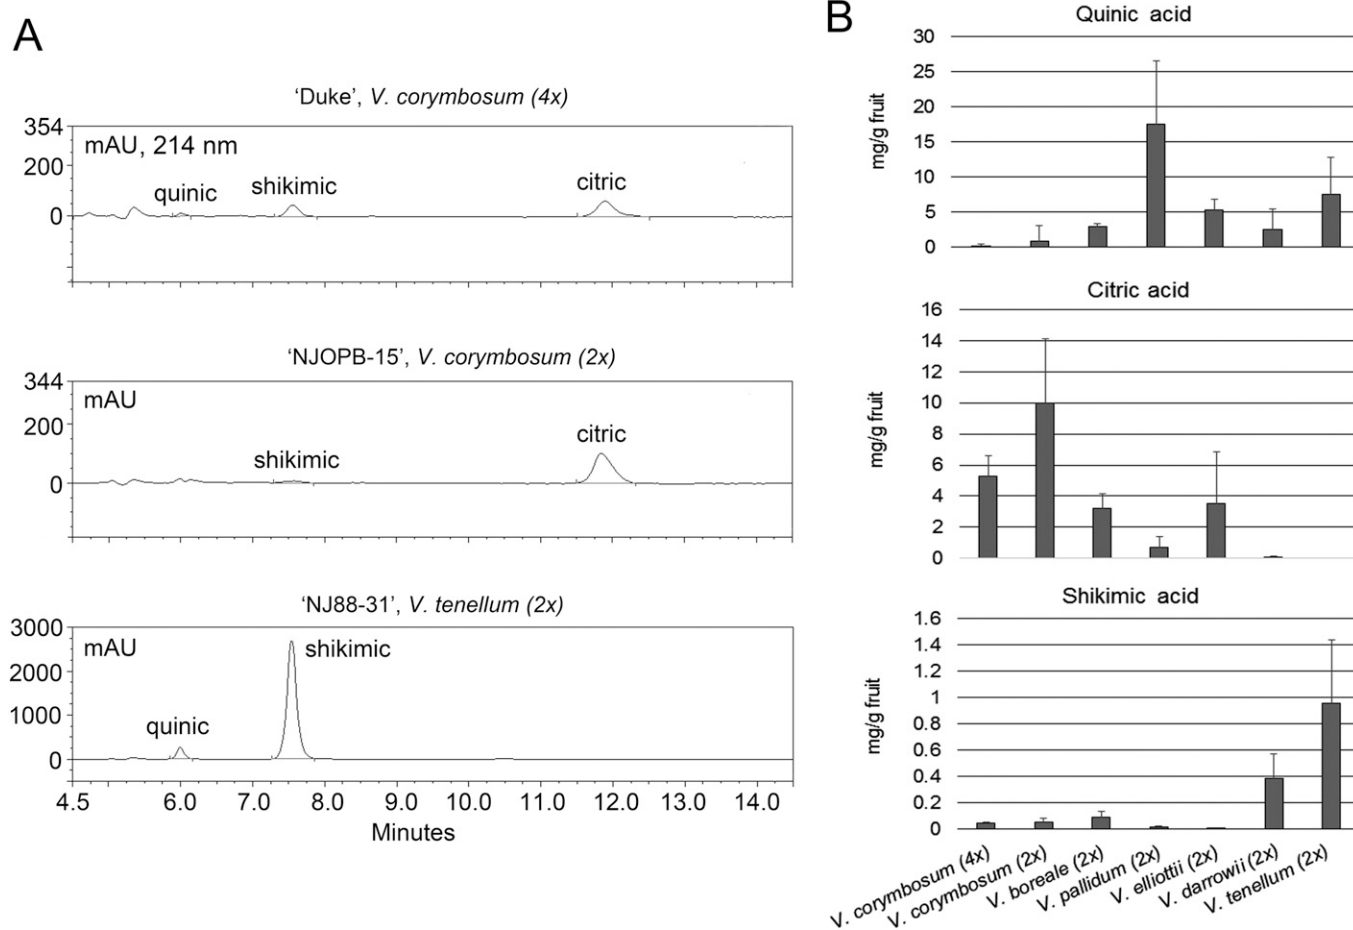 A
'Duke', V. corymbosum (4x)
354
mAU, 214 nm
200
quinic
shikimic
citric
0
'NJOPB-15', V. corymbosum (2x)
344
mAU
200
shikimic
citric
0
'NJ88-31', V. tenellum (2x)
3000
mAU
shikimic
2000
1000
quinic
0
4.5 6.0 7.0 8.0 9.0 10.0 11.0 12.0 13.0 14.0
Minutes
B
Quinic acid
30
25
20
15
10
5
0
mg/g fruit
Citric acid
16
14
12
10
8
6
4
2
0
mg/g fruit
Shikimic acid
1.6
1.4
1.2
1
0.8
0.6
0.4
0.2
0
mg/g fruit
V. corymbosum (4x)
V. corymbosum (2x)
V. boreale (2x)
V. pallidum (2x)
V. elliottii (2x)
V. darrowii (2x)
V. tenellum (2x)